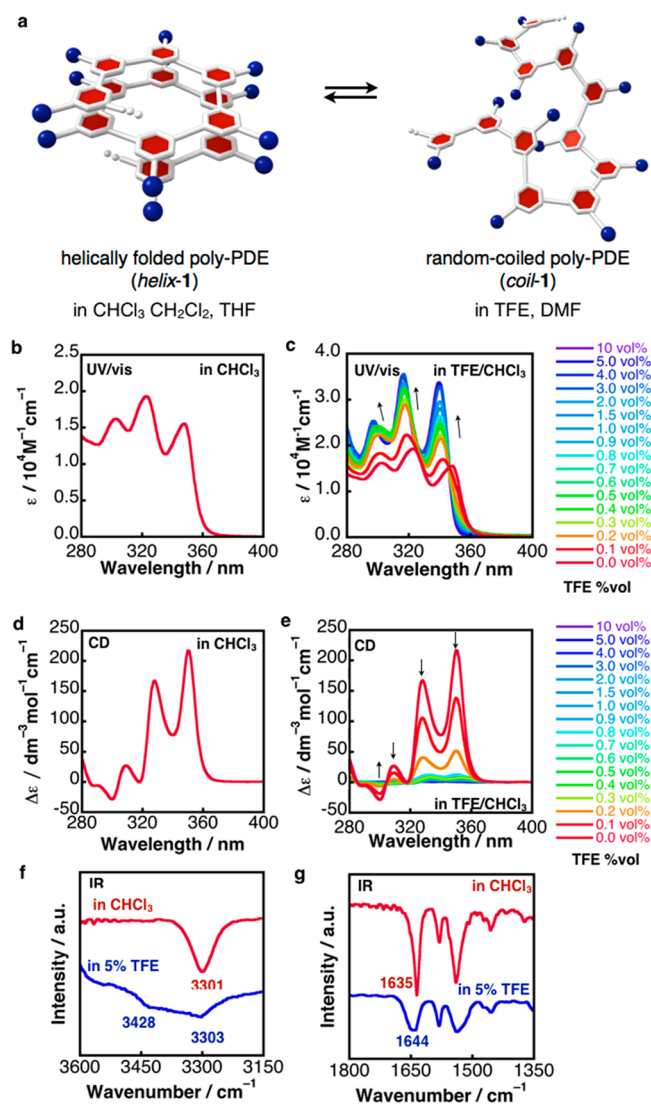 a
helically folded poly-PDE
(helix-1)
in CHCl3 CH2Cl2, THF
random-coiled poly-PDE
(coil-1)
in TFE, DMF
b
UV/vis
in CHCl3
2.5
2.0
1.5
1.0
0.5
0.0
280 320 360 400
ε / 10⁴M⁻¹cm⁻¹
Wavelength / nm
c
UV/vis
in TFE/CHCl3
4.0
3.0
2.0
1.0
0.0
280 320 360 400
ε / 10⁴M⁻¹cm⁻¹
Wavelength / nm
10 vol%
5.0 vol%
4.0 vol%
3.0 vol%
2.0 vol%
1.5 vol%
1.0 vol%
0.9 vol%
0.8 vol%
0.7 vol%
0.6 vol%
0.5 vol%
0.4 vol%
0.3 vol%
0.2 vol%
0.1 vol%
0.0 vol%
TFE %vol
d
CD
in CHCl3
250
200
150
100
50
0
-50
280 320 360 400
Δε / dm⁻³mol⁻¹cm⁻¹
Wavelength / nm
e
CD
in TFE/CHCl3
250
200
150
100
50
0
-50
280 320 360 400
Δε / dm⁻³mol⁻¹cm⁻¹
Wavelength / nm
10 vol%
5.0 vol%
4.0 vol%
3.0 vol%
2.0 vol%
1.5 vol%
1.0 vol%
0.9 vol%
0.8 vol%
0.7 vol%
0.6 vol%
0.5 vol%
0.4 vol%
0.3 vol%
0.2 vol%
0.1 vol%
0.0 vol%
TFE %vol
f
IR
in CHCl3
3301
in 5% TFE
3428
3303
3600 3450 3300 3150
Intensity / a.u.
Wavenumber / cm⁻¹
g
IR
in CHCl3
1635
in 5% TFE
1644
1800 1650 1500 1350
Intensity / a.u.
Wavenumber / cm⁻¹